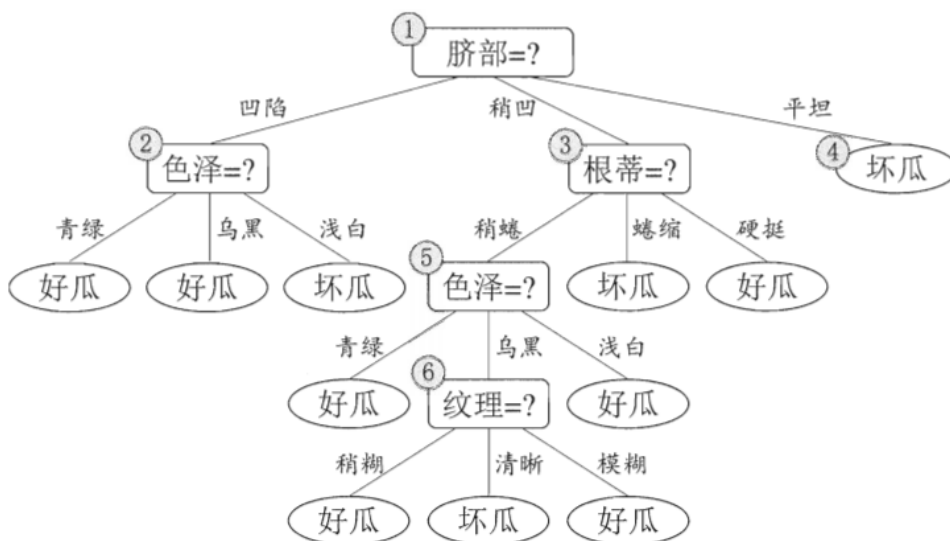 ① 脐部=?
凹陷 稍凹 平坦
② 色泽=? ③ 根蒂=? ④ 坏瓜
青绿 乌黑 浅白 稍蜷 蜷缩 硬挺
好瓜 好瓜 坏瓜 ⑤ 色泽=? 坏瓜 好瓜
青绿 乌黑 浅白
好瓜 ⑥ 纹理=? 好瓜
稍糊 清晰 模糊
好瓜 坏瓜 好瓜